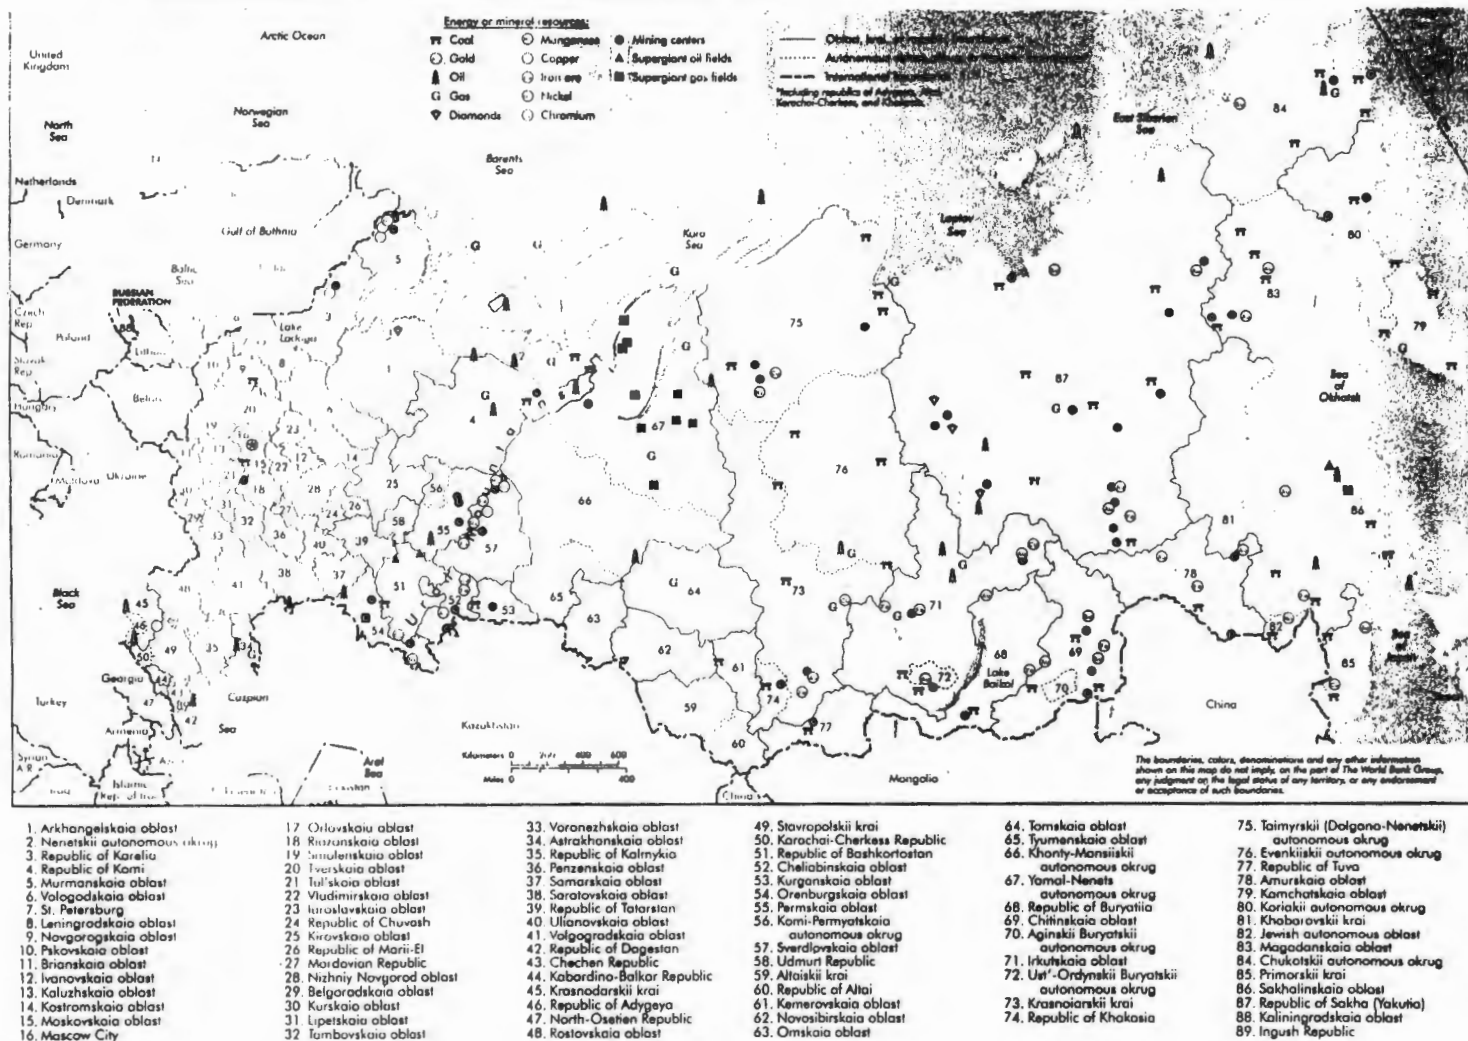 Energy or mineral resources:
Coal
Gold
Oil
G Gas
Diamonds
Manganese
Copper
Iron ore
Nickel
Chromium
Mining centers
Supergiant oil fields
Supergiant gas fields
International
Karachai-Cherkess, and Khakasia.
United
Kingdom
Arctic Ocean
North
Sea
Norwegian
Sea
Barents
Sea
East Siberian
Sea
Netherlands
Denmark
Germany
Gulf of Bothnia
Baltic
Sea
Kara
Sea
Laptev
Sea
RUSSIAN
FEDERATION
Czech
Rep
Poland
Slovak
Rep
Hungary
Romania
Moldova
Ukraine
Lake
Sea
of
Okhotsk
Black
Sea
Georgia
Turkey
Armenia
Syrian
A.R.
Islamic
Caspian
Sea
Aral
Sea
Kazakhstan
Kilometers 0 200 400 600
Miles 0 400
Lake
Baikal
Mongolia
China
China
Sea
of
Japan
The boundaries, colors, denominations and any other information
shown on this map do not imply, on the part of The World Bank Group,
any judgment on the legal status of any territory, or any endorsement
or acceptance of such boundaries.
1. Arkhangelskaia oblast
2. Nenetskii autonomous okrug
3. Republic of Karelia
4. Republic of Komi
5. Murmanskaia oblast
6. Vologodskaia oblast
7. St. Petersburg
8. Leningradskaia oblast
9. Novgorogskaia oblast
10. Pskovskaia oblast
11. Brianskaia oblast
12. Ivanovskaia oblast
13. Kaluzhskaia oblast
14. Kostromskaia oblast
15. Moskovskaia oblast
16. Moscow City
17 Orlovskaia oblast
18 Riazanskaia oblast
19 Smolenskaia oblast
20 Tverskaia oblast
21 Tul'skaia oblast
22 Vladimirskaia oblast
23 Iaroslavskaia oblast
24 Republic of Chuvash
25 Kirovskaia oblast
26 Republic of Marii-El
27 Mordovian Republic
28. Nizhniy Novgorod oblast
29. Belgorodskaia oblast
30 Kurskaia oblast
31 Lipetskaia oblast
32 Tambovskaia oblast
33. Voronezhskaia oblast
34. Astrakhanskaia oblast
35. Republic of Kalmykia
36. Penzenskaia oblast
37. Samarskaia oblast
38. Saratovskaia oblast
39. Republic of Tatarstan
40. Ulianovskaia oblast
41. Volgogradskaia oblast
42. Republic of Dagestan
43. Chechen Republic
44. Kabardino-Balkar Republic
45. Krasnodarskii krai
46. Republic of Adygeya
47. North-Osetien Republic
48. Rostovskaia oblast
49. Stavropolskii krai
50. Karachai-Cherkess Republic
51. Republic of Bashkortostan
52. Cheliabinskaia oblast
53. Kurganskaia oblast
54. Orenburgskaia oblast
55. Permskaia oblast
56. Komi-Permyatskaia
autonomous okrug
57. Sverdlovskaia oblast
58. Udmurt Republic
59. Altaiskii krai
60. Republic of Altai
61. Kemerovskaia oblast
62. Novosibirskaia oblast
63. Omskaia oblast
64. Tomskaia oblast
65. Tyumenskaia oblast
66. Khanty-Mansiiskii
autonomous okrug
67. Yamal-Nenets
autonomous okrug
68. Republic of Buryatiia
69. Chitinskaia oblast
70. Aginskii Buryatskii
autonomous okrug
71. Irkutskaia oblast
72. Ust'-Ordynskii Buryatskii
autonomous okrug
73. Krasnoiarskii krai
74. Republic of Khakasia
75. Taimyrskii (Dolgano-Nenetskii)
autonomous okrug
76. Evenkiiskii autonomous okrug
77. Republic of Tuva
78. Amurskaia oblast
79. Kamchatskaia oblast
80. Koriakii autonomous okrug
81. Khabarovskii krai
82. Jewish autonomous oblast
83. Magadanskaia oblast
84. Chukotskii autonomous okrug
85. Primorskii krai
86. Sakhalinskaia oblast
87. Republic of Sakha (Yakutia)
88. Kaliningradskaia oblast
89. Ingush Republic